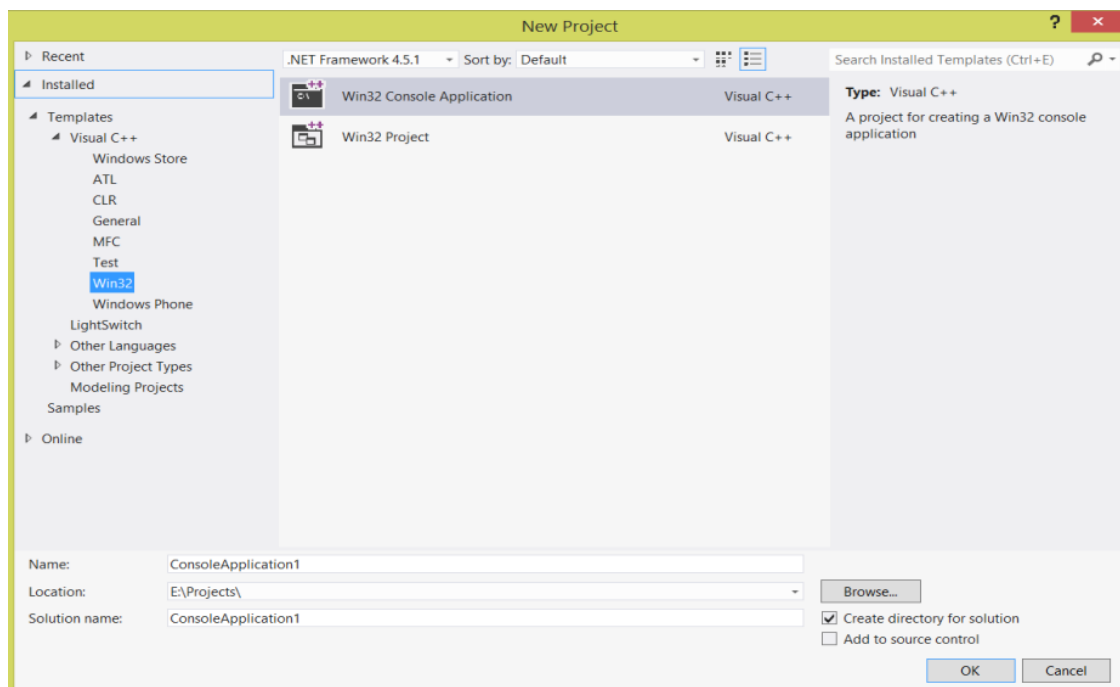 New Project
?
Recent
Installed
Templates
Visual C++
Windows Store
ATL
CLR
General
MFC
Test
Win32
Windows Phone
LightSwitch
Other Languages
Other Project Types
Modeling Projects
Samples
Online
.NET Framework 4.5.1 Sort by: Default
Win32 Console Application Visual C++
Win32 Project Visual C++
Search Installed Templates (Ctrl+E)
Type: Visual C++
A project for creating a Win32 console
application
Name: ConsoleApplication1
Location: E:\Projects\ Browse...
Solution name: ConsoleApplication1
Create directory for solution
Add to source control
OK Cancel